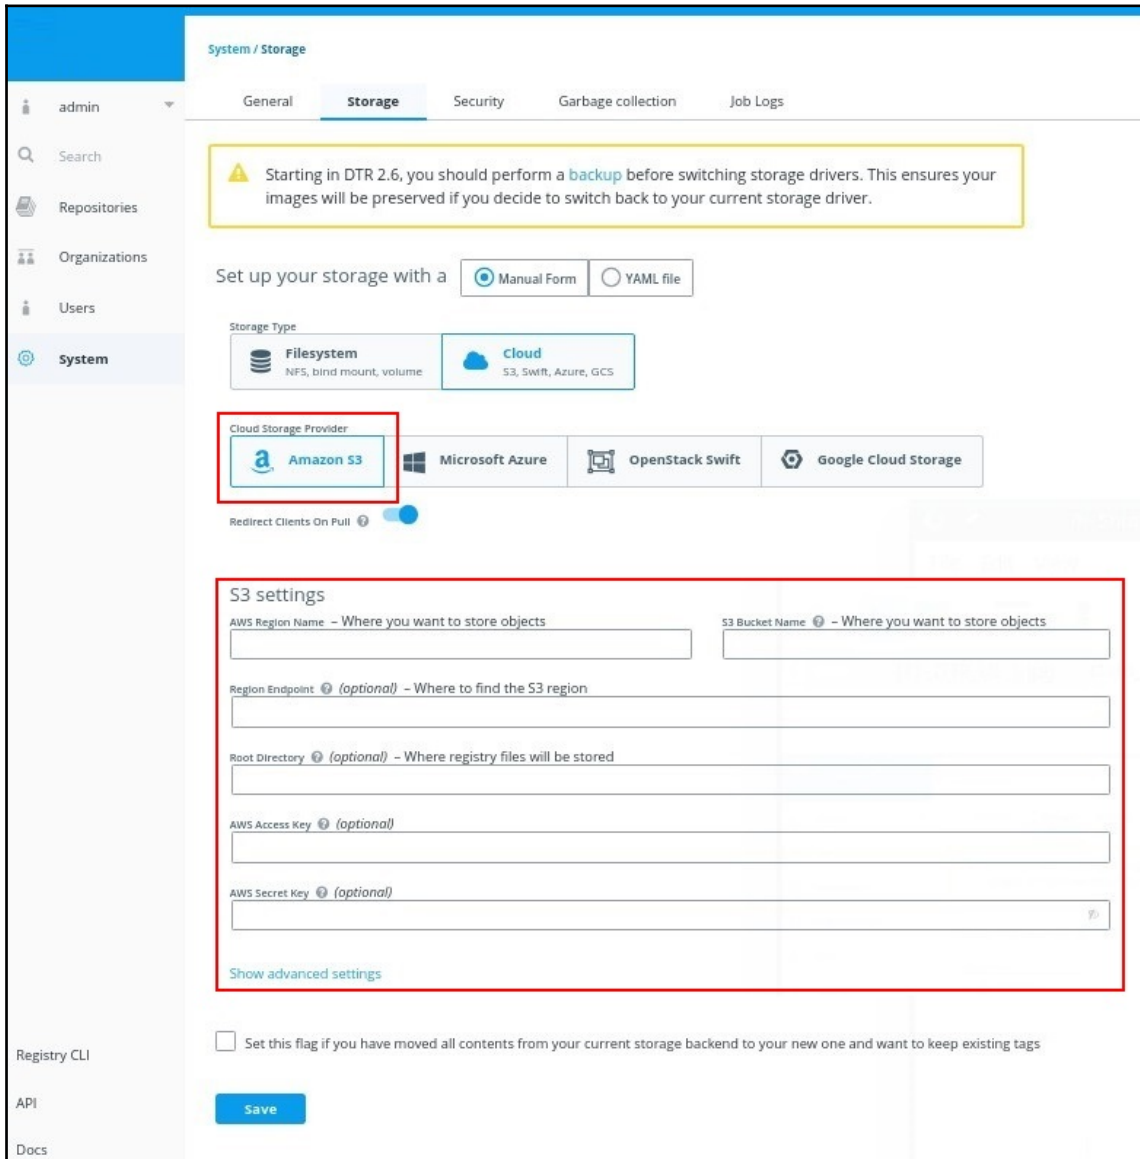 System / Storage
admin
Search
Repositories
Organizations
Users
System
General Storage Security Garbage collection Job Logs
Starting in DTR 2.6, you should perform a backup before switching storage drivers. This ensures your
images will be preserved if you decide to switch back to your current storage driver.
Set up your storage with a Manual Form YAML file
Storage Type
Filesystem
NFS, bind mount, volume
Cloud
S3, Swift, Azure, GCS
Cloud Storage Provider
Amazon S3 Microsoft Azure OpenStack Swift Google Cloud Storage
Redirect Clients On Pull
S3 settings
AWS Region Name – Where you want to store objects
S3 Bucket Name – Where you want to store objects
Region Endpoint (optional) – Where to find the S3 region
Root Directory (optional) – Where registry files will be stored
AWS Access Key (optional)
AWS Secret Key (optional)
Show advanced settings
Set this flag if you have moved all contents from your current storage backend to your new one and want to keep existing tags
Save
Registry CLI
API
Docs